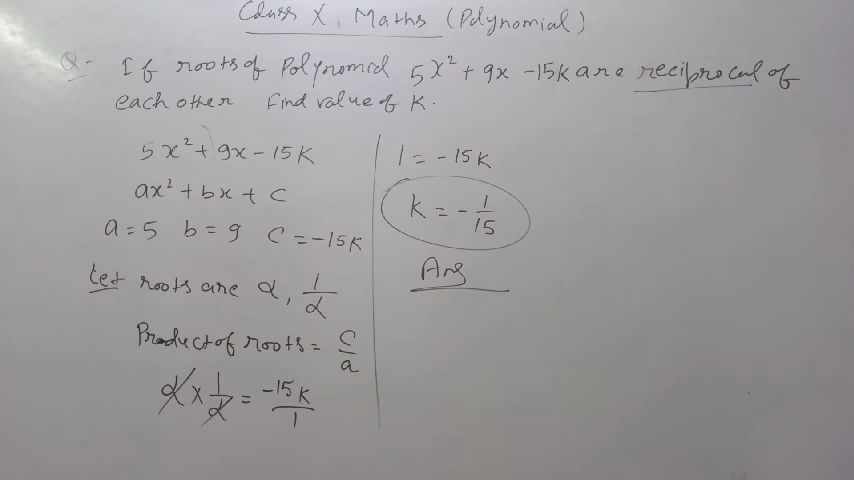 Class X, Maths (Polynomial)
Q- If roots of Polynomial 5x² + 9x - 15K are reciprocal of
each other Find value of K.
5x² + 9x - 15K
ax² + bx + c
a = 5 b = 9 c = -15K
Let roots are α, 1/α
Product of roots = c/a
α × 1/α = -15K/1
1 = -15K
K = - 1/15
Ans